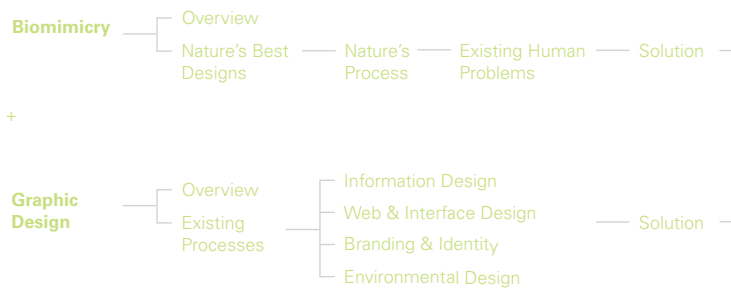 Biomimicry
Overview
Nature's Best
Designs
Nature's
Process
Existing Human
Problems
Solution
+
Graphic
Design
Overview
Existing
Processes
Information Design
Web & Interface Design
Branding & Identity
Environmental Design
Solution